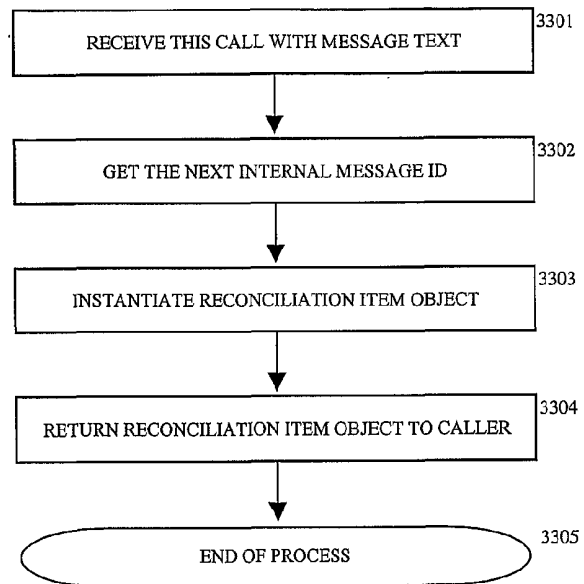 3301
RECEIVE THIS CALL WITH MESSAGE TEXT
3302
GET THE NEXT INTERNAL MESSAGE ID
3303
INSTANTIATE RECONCILIATION ITEM OBJECT
3304
RETURN RECONCILIATION ITEM OBJECT TO CALLER
3305
END OF PROCESS